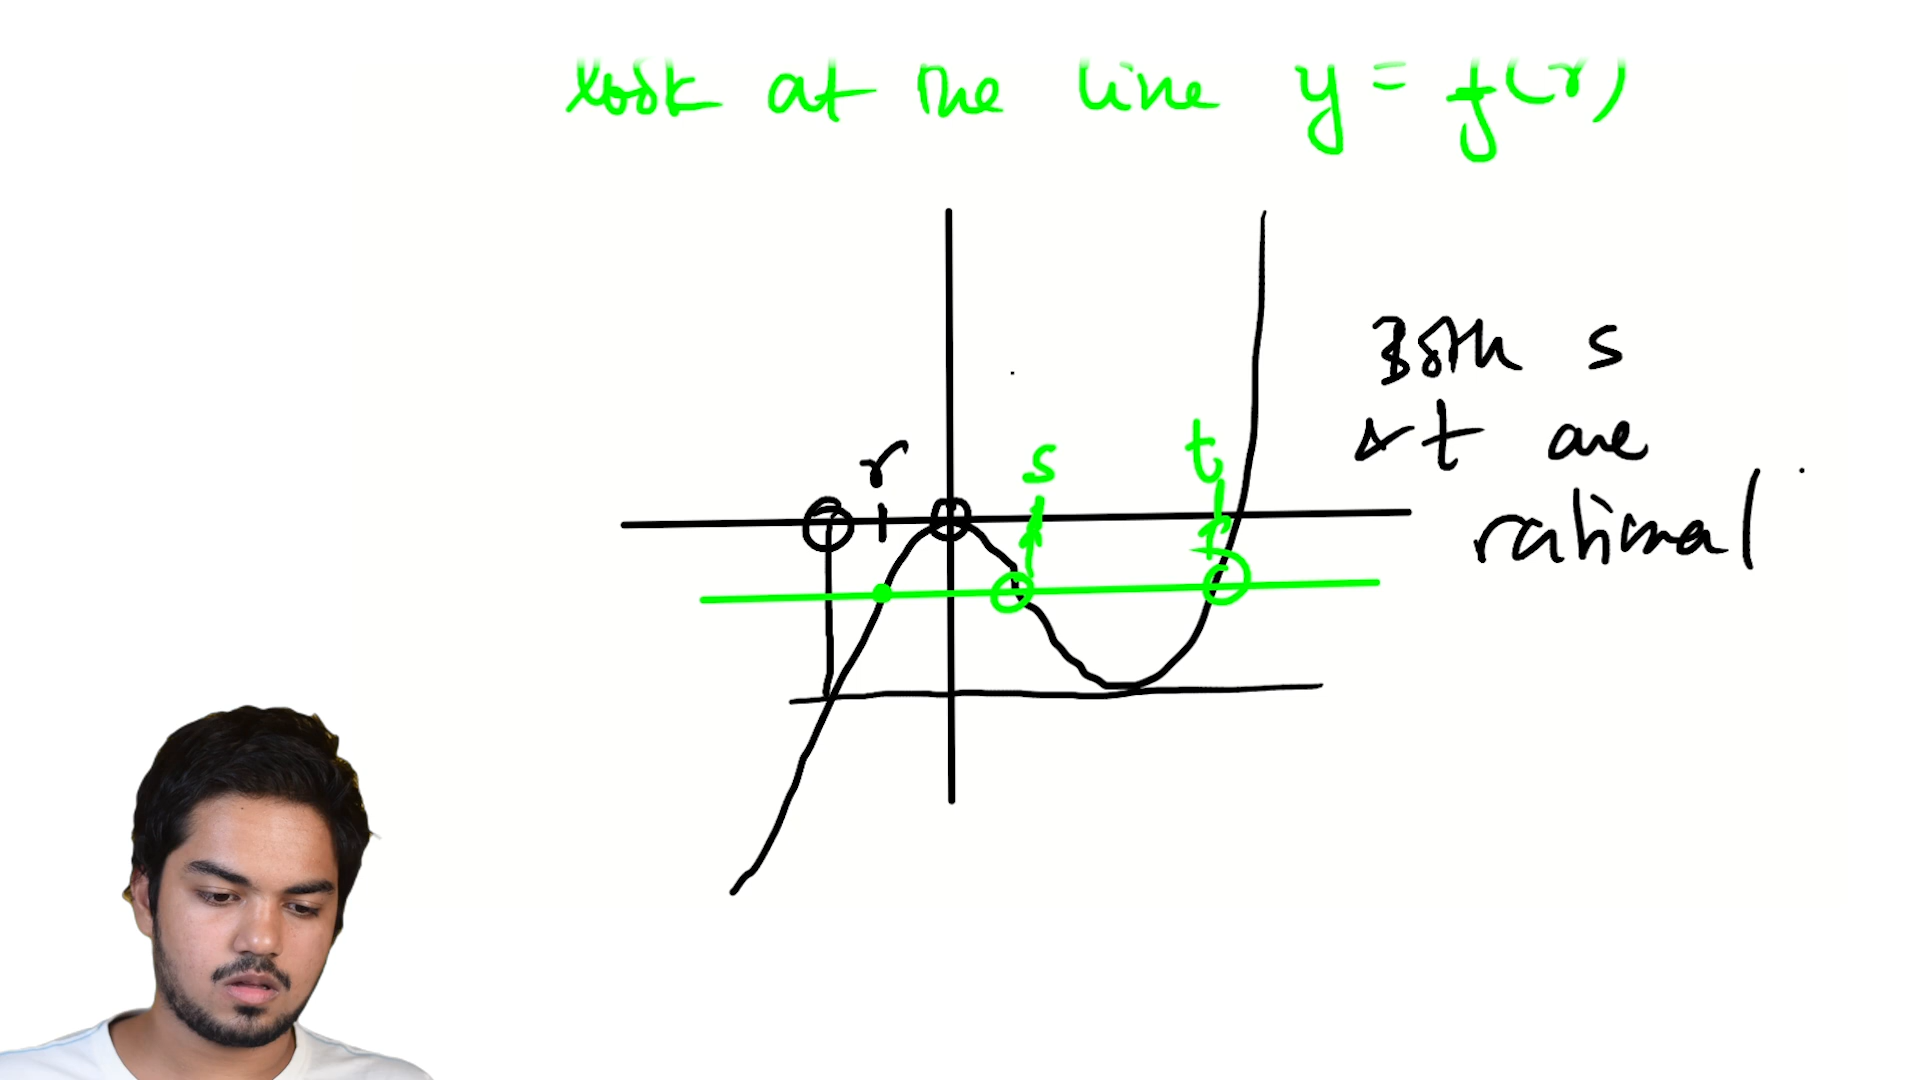 look at the line y = f(r)
r
s
t
Both s
& t are
rational